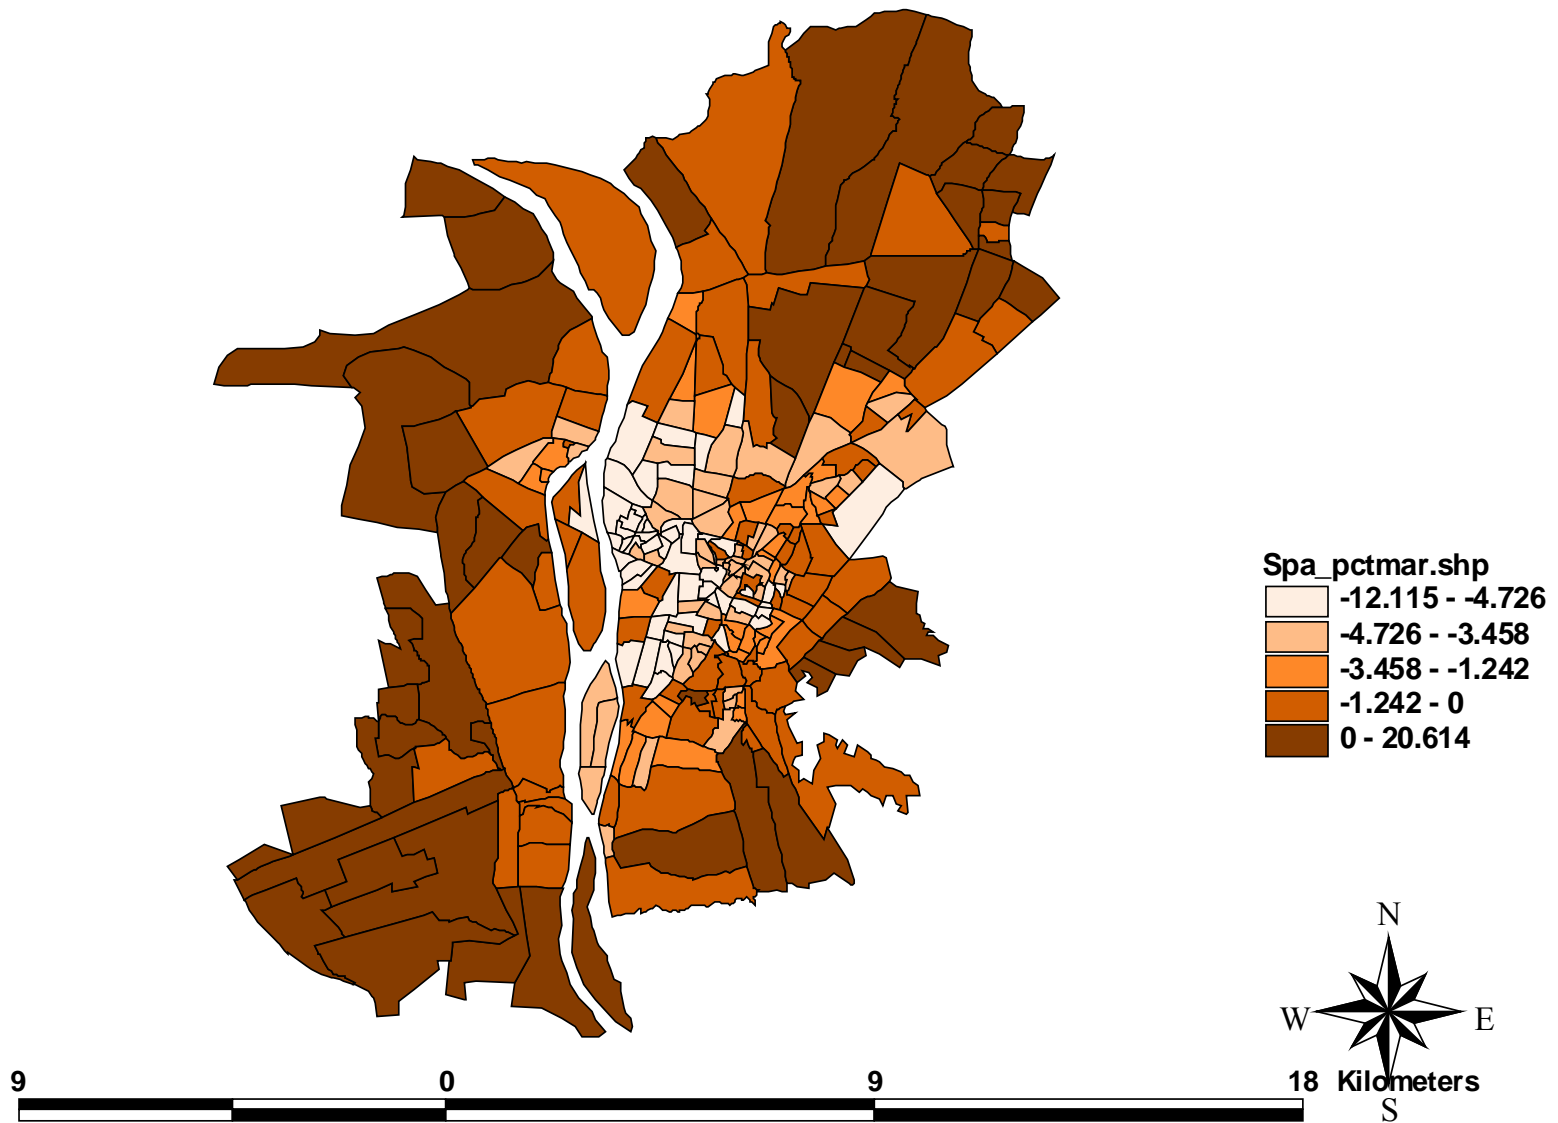 Spa_pctmar.shp
-12.115 - -4.726
-4.726 - -3.458
-3.458 - -1.242
-1.242 - 0
0 - 20.614
N
W E
S
9 0 9 18 Kilometers